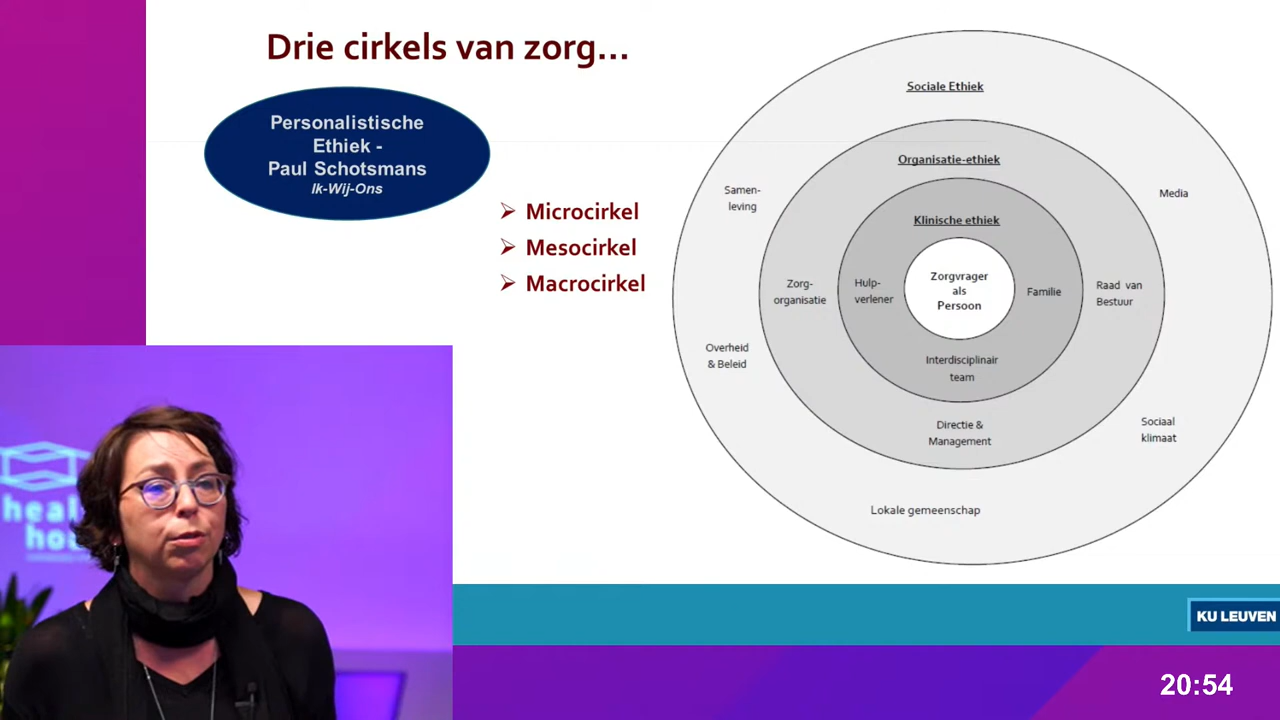 Drie cirkels van zorg...
Personalistische
Ethiek -
Paul Schotsmans
Ik-Wij-Ons
➢ Microcirkel
➢ Mesocirkel
➢ Macrocirkel
Sociale Ethiek
Organisatie-ethiek
Klinische ethiek
Zorgvrager
als
Persoon
Hulp-
verlener
Familie
Interdisciplinair
team
Zorg-
organisatie
Raad van
Bestuur
Directie &
Management
Samen-
leving
Media
Overheid
& Beleid
Sociaal
klimaat
Lokale gemeenschap
KU LEUVEN
20:54